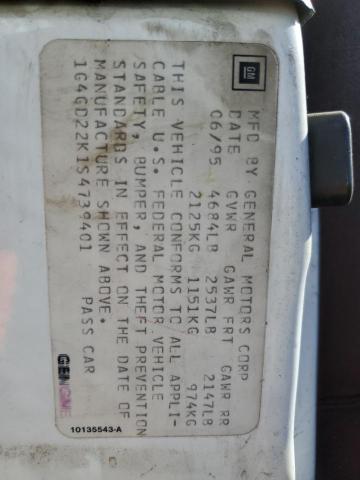 GM
MFD BY GENERAL MOTORS CORP
DATE GVWR GAWR FRT GAWR RR
06/95 4684LB 2537LB 2147LB
2125KG 1151KG 974KG
THIS VEHICLE CONFORMS TO ALL APPLI-
CABLE U.S. FEDERAL MOTOR VEHICLE
SAFETY, BUMPER, AND THEFT PREVENTION
STANDARDS IN EFFECT ON THE DATE OF
MANUFACTURE SHOWN ABOVE.
1G4GD22K1S4739401 PASS CAR
10135543-A